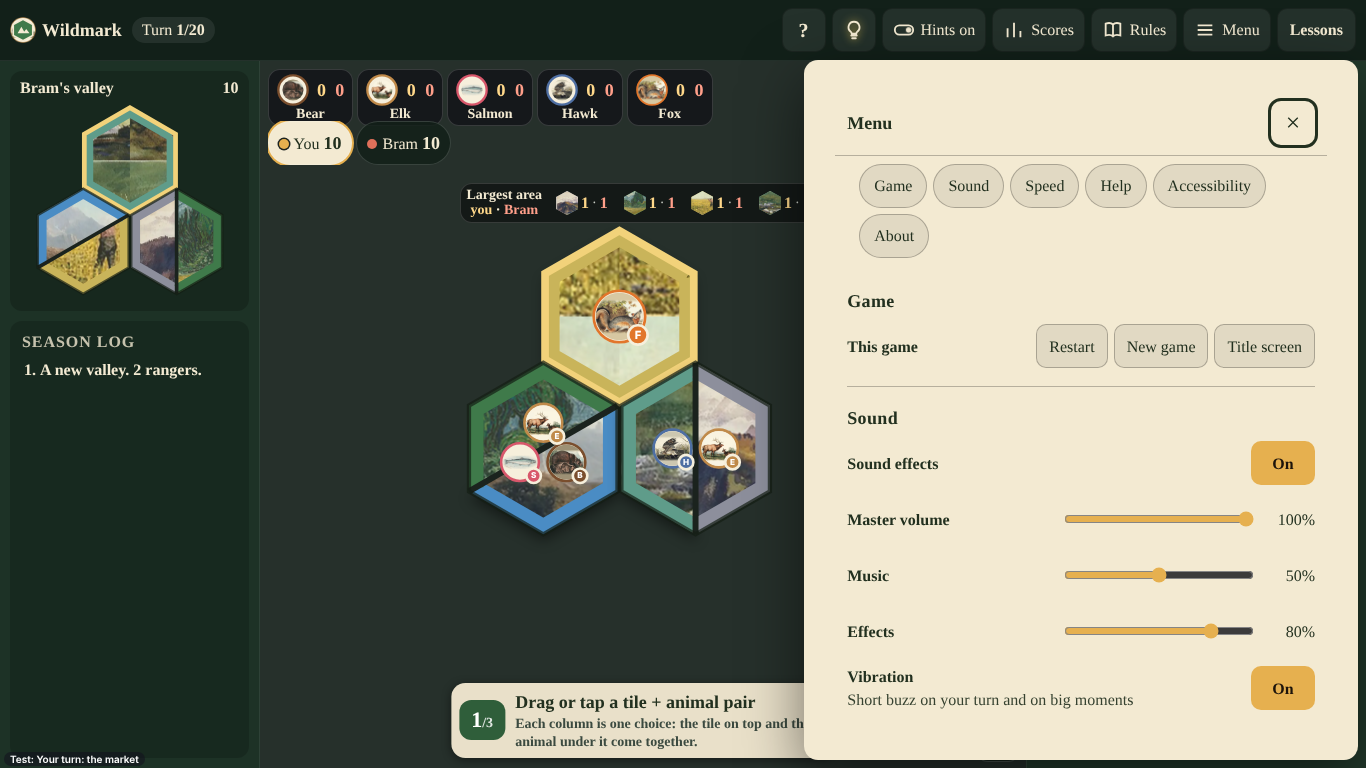 Wildmark
Turn 1/20
?
Hints on
Scores
Rules
Menu
Lessons
Bram's valley 10
SEASON LOG
1. A new valley. 2 rangers.
0 0 Bear
0 0 Elk
0 0 Salmon
0 0 Hawk
0 0 Fox
You 10
Bram 10
Largest area
you · Bram
1 · 1
1 · 1
1 · 1
1 ·
F
E
S
B
H
E
1/3
Drag or tap a tile + animal pair
Each column is one choice: the tile on top and th
animal under it come together.
Test: Your turn: the market
Menu
×
Game Sound Speed Help Accessibility
About
Game
This game Restart New game Title screen
Sound
Sound effects On
Master volume 100%
Music 50%
Effects 80%
Vibration
Short buzz on your turn and on big moments
On